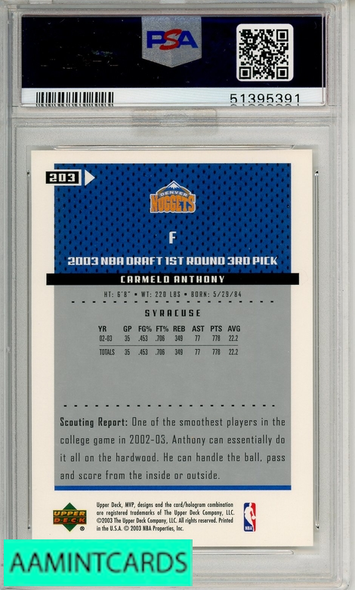 PSA
51395391
203
DENVER
NUGGETS
F
2003 NBA DRAFT 1ST ROUND 3RD PICK
CARMELO ANTHONY
HT: 6'8" • WT: 220 LBS • BORN: 5/29/84
SYRACUSE
YR GP FG% FT% REB AST PTS AVG
02-03 35 .453 .706 349 77 778 22.2
TOTALS 35 .453 .706 349 77 778 22.2
Scouting Report: One of the smoothest players in the
college game in 2002-03, Anthony can essentially do
it all on the hardwood. He can handle the ball, pass
and score from the inside or outside.
UPPER
DECK
Upper Deck, MVP, designs and the card/hologram combination
are registered trademarks of The Upper Deck Company, LLC.
©2003 The Upper Deck Company, LLC. All rights reserved. Printed
in the U.S.A. © 2003 NBA Properties, Inc.
NBA
AAMINTCARDS